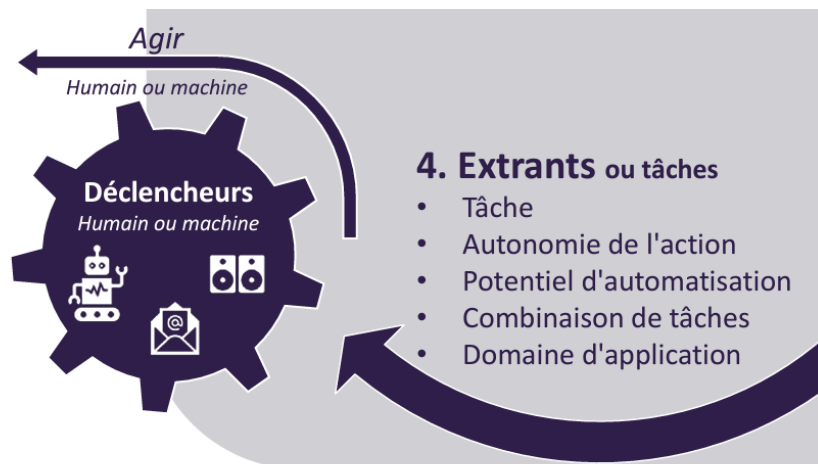 Agir
Humain ou machine
Déclencheurs
Humain ou machine
@
4. Extrants ou tâches
• Tâche
• Autonomie de l'action
• Potentiel d'automatisation
• Combinaison de tâches
• Domaine d'application